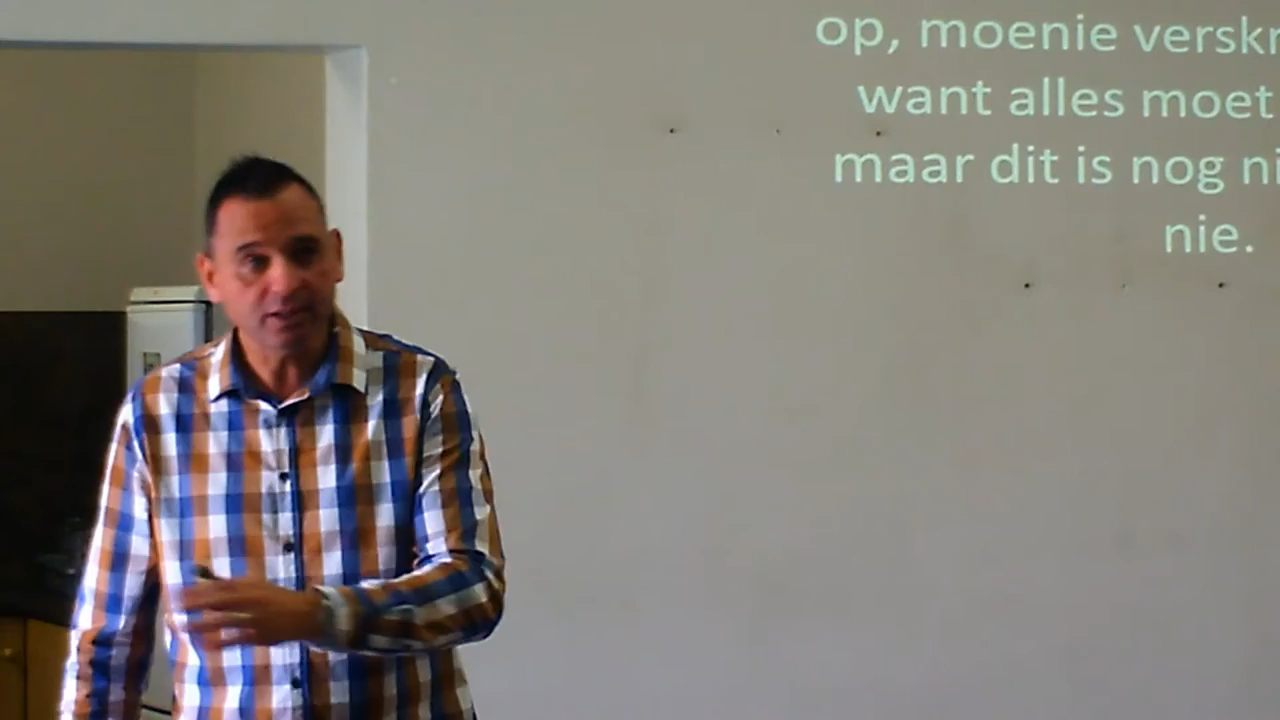 op, moenie
want alles moet
maar dit is nog
nie.